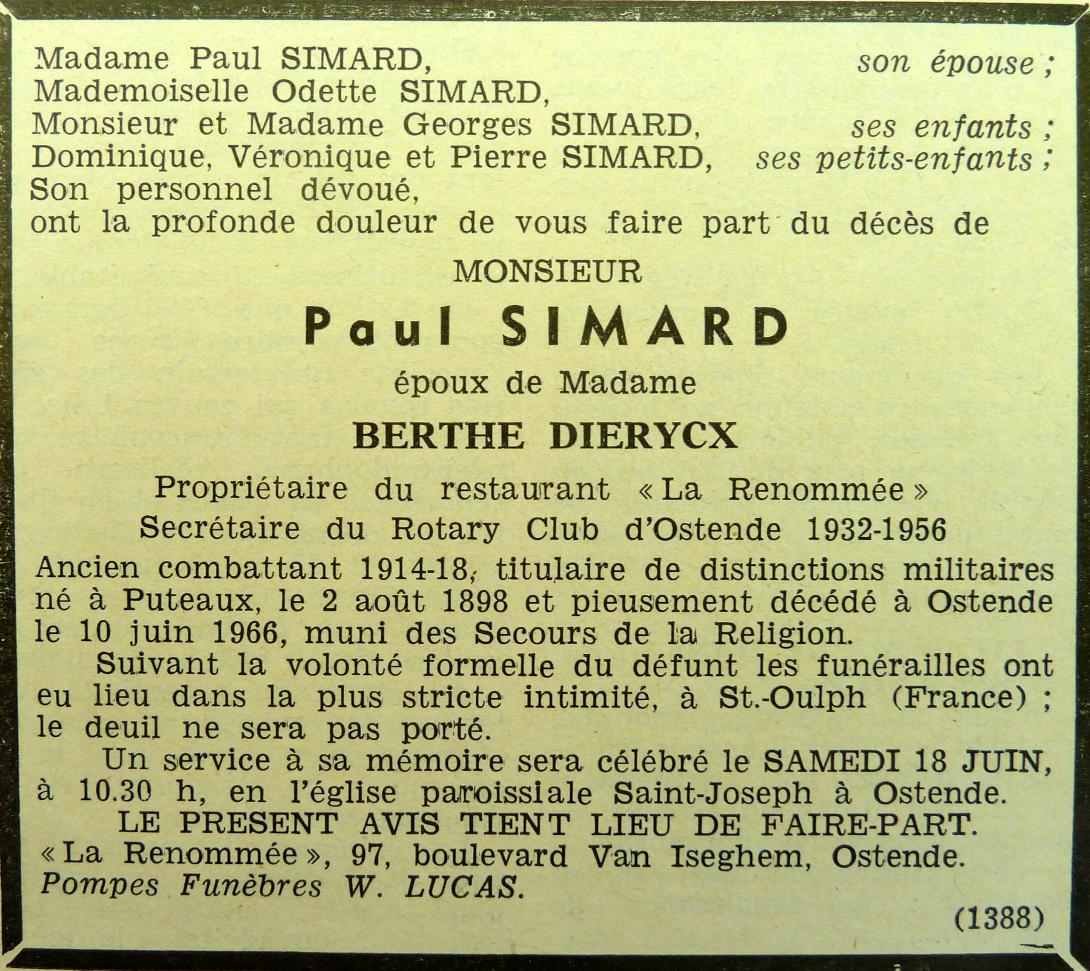 Madame Paul SIMARD, son épouse ;
Mademoiselle Odette SIMARD,
Monsieur et Madame Georges SIMARD, ses enfants ;
Dominique, Véronique et Pierre SIMARD, ses petits-enfants ;
Son personnel dévoué,
ont la profonde douleur de vous faire part du décès de
MONSIEUR
Paul SIMARD
époux de Madame
BERTHE DIERYCX
Propriétaire du restaurant « La Renommée »
Secrétaire du Rotary Club d'Ostende 1932-1956
Ancien combattant 1914-18, titulaire de distinctions militaires
né à Puteaux, le 2 août 1898 et pieusement décédé à Ostende
le 10 juin 1966, muni des Secours de la Religion.
Suivant la volonté formelle du défunt les funérailles ont
eu lieu dans la plus stricte intimité, à St.-Oulph (France) ;
le deuil ne sera pas porté.
Un service à sa mémoire sera célébré le SAMEDI 18 JUIN,
à 10.30 h, en l'église paroissiale Saint-Joseph à Ostende.
LE PRESENT AVIS TIENT LIEU DE FAIRE-PART.
« La Renommée », 97, boulevard Van Iseghem, Ostende.
Pompes Funèbres W. LUCAS.
(1388)